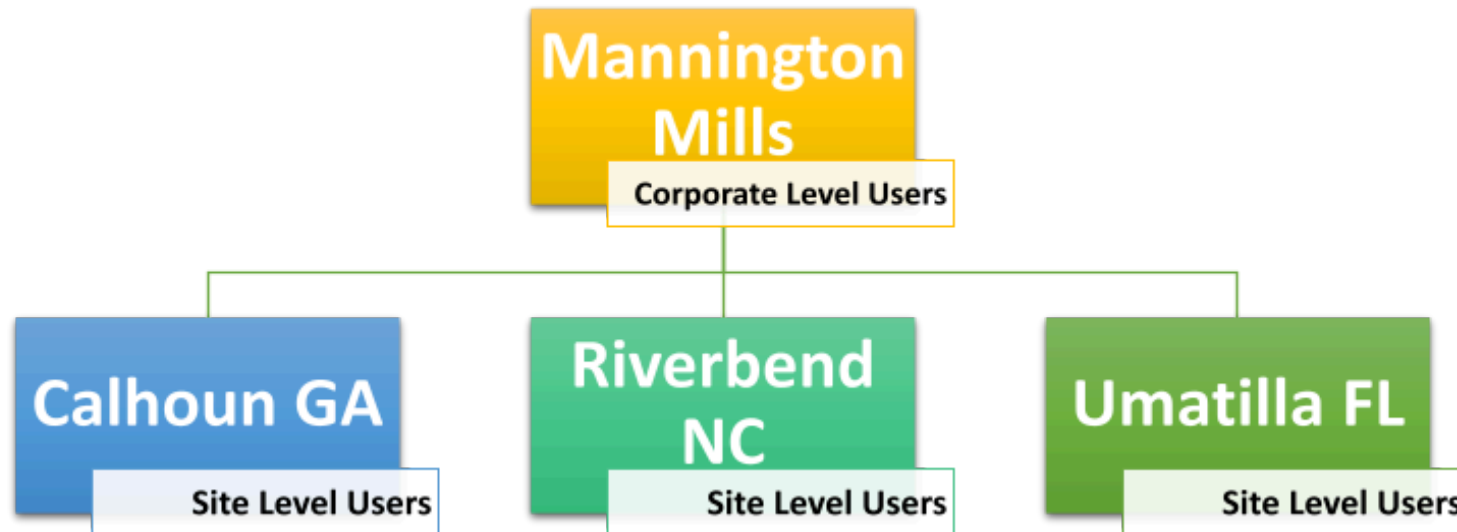 Mannington
Mills
Corporate Level Users
Calhoun GA
Site Level Users
Riverbend
NC
Site Level Users
Umatilla FL
Site Level Users